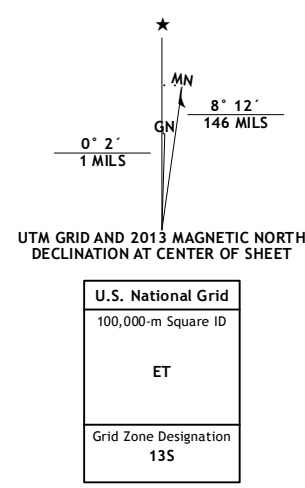 ★
MN
8° 12´
146 MILS
GN
0° 2´
1 MILS
UTM GRID AND 2013 MAGNETIC NORTH
DECLINATION AT CENTER OF SHEET
U.S. National Grid
100,000-m Square ID
ET
Grid Zone Designation
13S